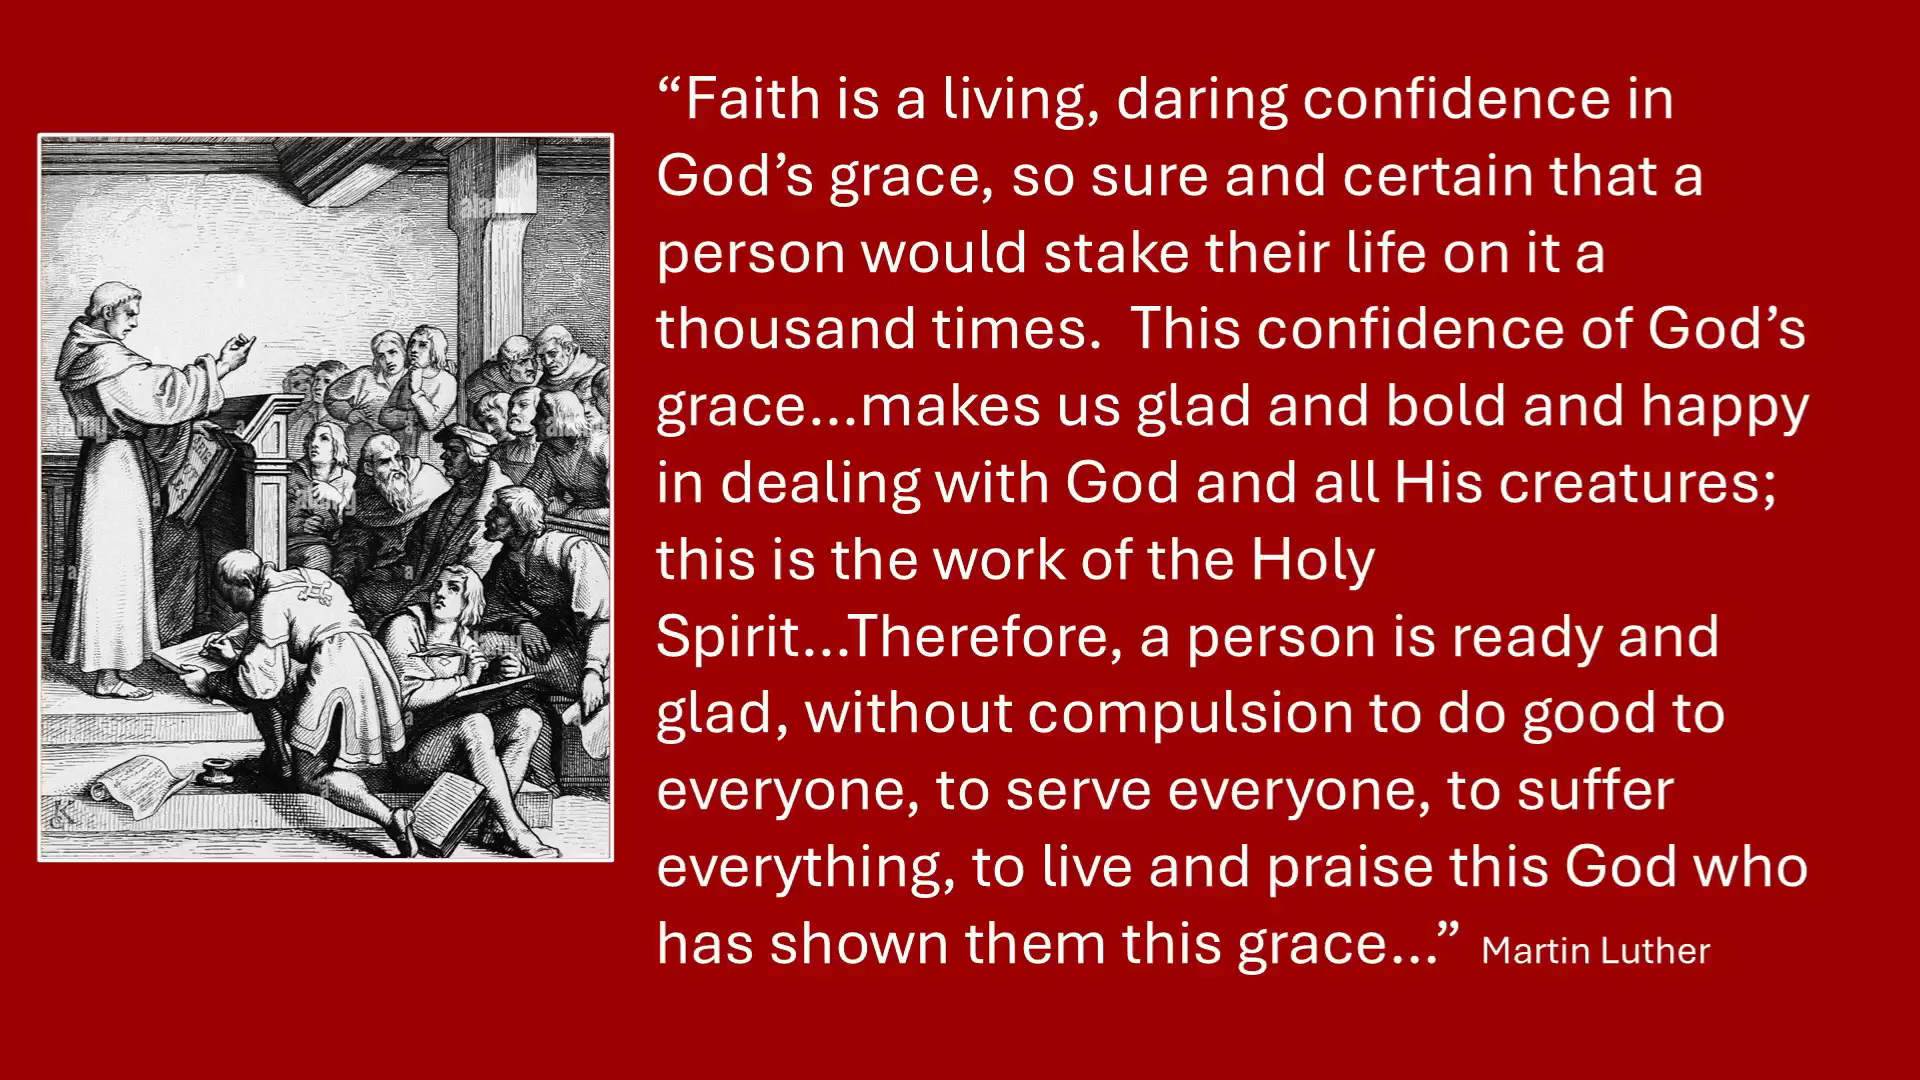 “Faith is a living, daring confidence in
God’s grace, so sure and certain that a
person would stake their life on it a
thousand times.  This confidence of God’s
grace…makes us glad and bold and happy
in dealing with God and all His creatures;
this is the work of the Holy
Spirit…Therefore, a person is ready and
glad, without compulsion to do good to
everyone, to serve everyone, to suffer
everything, to live and praise this God who
has shown them this grace…” Martin Luther
alamy
alamy
alamy